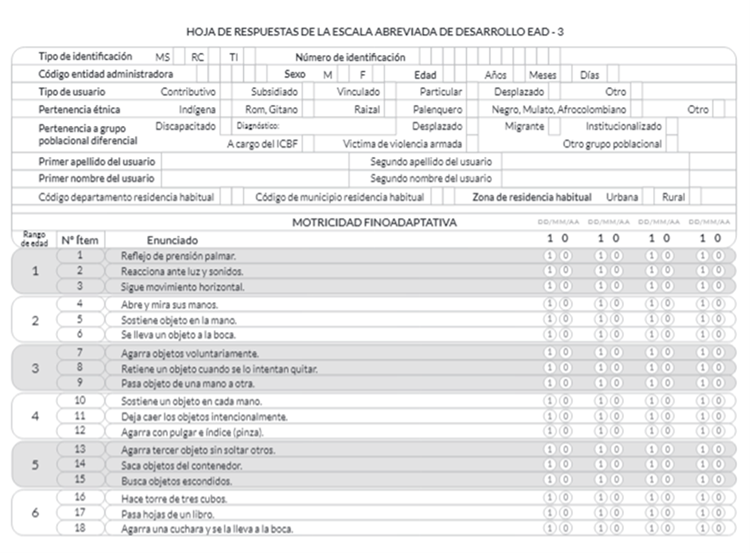 HOJA DE RESPUESTAS DE LA ESCALA ABREVIADA DE DESARROLLO EAD - 3
Tipo de identificación MS RC TI Número de identificación
Código entidad administradora Sexo M F Edad Años Meses Días
Tipo de usuario Contributivo Subsidiado Vinculado Particular Desplazado Otro
Pertenencia étnica Indígena Rom, Gitano Raizal Palenquero Negro, Mulato, Afrocolombiano Otro
Pertenencia a grupo poblacional diferencial Discapacitado Diagnóstico: Desplazado Migrante Institucionalizado
A cargo del ICBF Victima de violencia armada Otro grupo poblacional
Primer apellido del usuario Segundo apellido del usuario
Primer nombre del usuario Segundo nombre del usuario
Código departamento residencia habitual Código de municipio residencia habitual Zona de residencia habitual Urbana Rural
MOTRICIDAD FINOADAPTATIVA DD/MM/AA DD/MM/AA DD/MM/AA DD/MM/AA
Rango de edad N° Ítem Enunciado 1 0 1 0 1 0 1 0
1
1 Reflejo de prensión palmar. 1 0 1 0 1 0 1 0
2 Reacciona ante luz y sonidos. 1 0 1 0 1 0 1 0
3 Sigue movimiento horizontal. 1 0 1 0 1 0 1 0
2
4 Abre y mira sus manos. 1 0 1 0 1 0 1 0
5 Sostiene objeto en la mano. 1 0 1 0 1 0 1 0
6 Se lleva un objeto a la boca. 1 0 1 0 1 0 1 0
3
7 Agarra objetos voluntariamente. 1 0 1 0 1 0 1 0
8 Retiene un objeto cuando se lo intentan quitar. 1 0 1 0 1 0 1 0
9 Pasa objeto de una mano a otra. 1 0 1 0 1 0 1 0
4
10 Sostiene un objeto en cada mano. 1 0 1 0 1 0 1 0
11 Deja caer los objetos intencionalmente. 1 0 1 0 1 0 1 0
12 Agarra con pulgar e índice (pinza). 1 0 1 0 1 0 1 0
5
13 Agarra tercer objeto sin soltar otros. 1 0 1 0 1 0 1 0
14 Saca objetos del contenedor. 1 0 1 0 1 0 1 0
15 Busca objetos escondidos. 1 0 1 0 1 0 1 0
6
16 Hace torre de tres cubos. 1 0 1 0 1 0 1 0
17 Pasa hojas de un libro. 1 0 1 0 1 0 1 0
18 Agarra una cuchara y se la lleva a la boca. 1 0 1 0 1 0 1 0